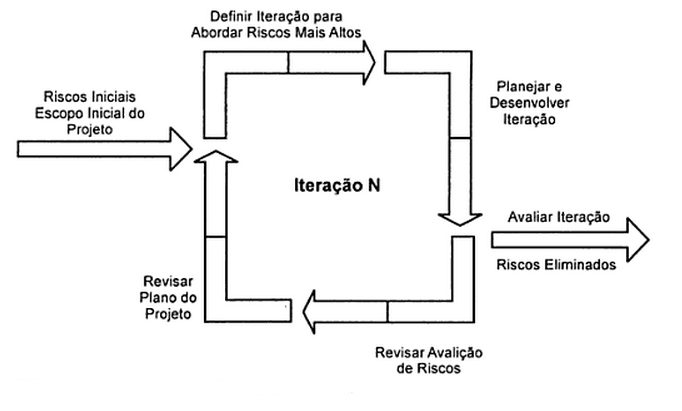 Definir Iteração para
Abordar Riscos Mais Altos
Riscos Iniciais
Escopo Inicial do
Projeto
Planejar e
Desenvolver
Iteração
Iteração N
Avaliar Iteração
Riscos Eliminados
Revisar
Plano do
Projeto
Revisar Avalição
de Riscos